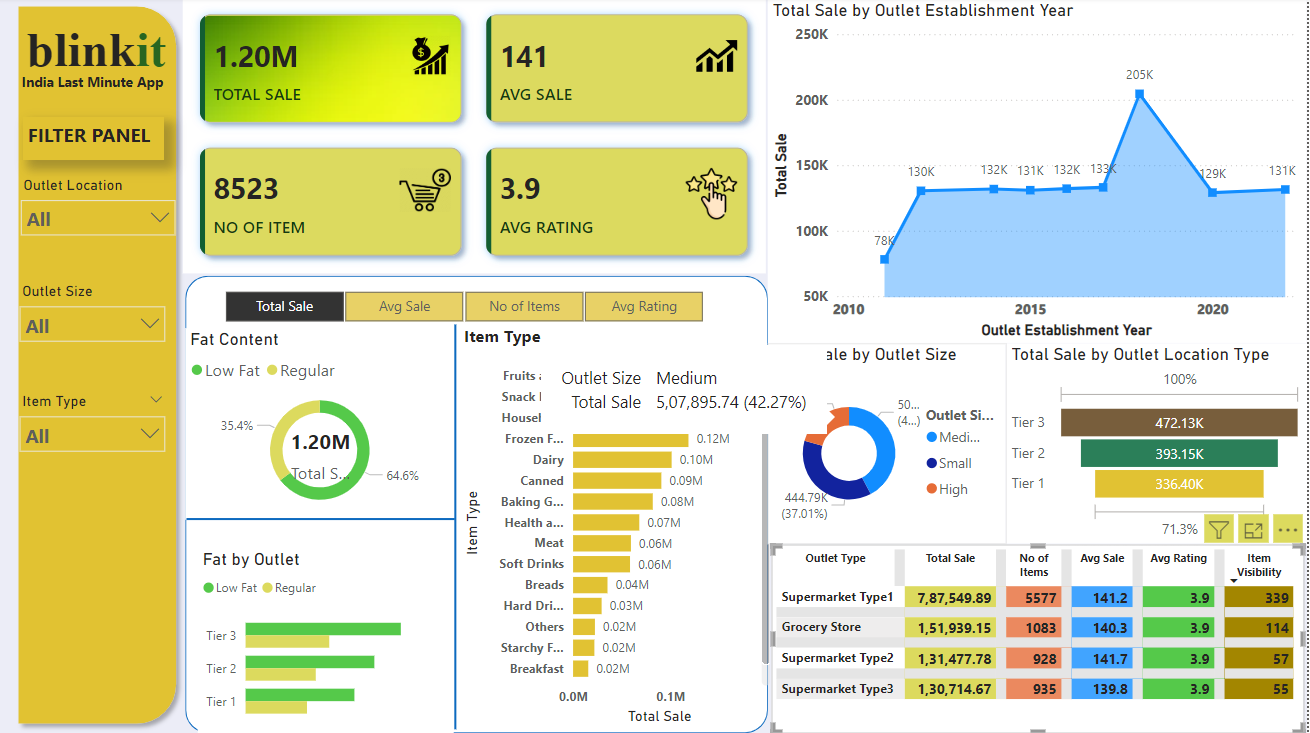 blinkit
India Last Minute App
FILTER PANEL
Outlet Location
All
Outlet Size
All
Item Type
All
1.20M
TOTAL SALE
141
AVG SALE
8523
NO OF ITEM
3.9
AVG RATING
Total Sale by Outlet Establishment Year
250K
200K
150K
100K
50K
Total Sale
78K
130K
132K
131K
132K
133K
205K
129K
131K
2010
2015
2020
Outlet Establishment Year
Total Sale
Avg Sale
No of Items
Avg Rating
Fat Content
Low Fat
Regular
35.4%
1.20M
Total S...
64.6%
Fat by Outlet
Low Fat
Regular
Tier 3
Tier 2
Tier 1
Item Type
Item Type
Fruits
Snack
Househ
Outlet Size Medium
Total Sale 5,07,895.74 (42.27%)
Frozen F... 0.12M
Dairy 0.10M
Canned 0.09M
Baking G... 0.08M
Health a... 0.07M
Meat 0.06M
Soft Drinks 0.06M
Breads 0.04M
Hard Dri... 0.03M
Others 0.02M
Starchy F... 0.02M
Breakfast 0.02M
0.0M 0.1M
Total Sale
ale by Outlet Size
50...
(4...)
444.79K
(37.01%)
Outlet Si...
Medi...
Small
High
Total Sale by Outlet Location Type
100%
Tier 3 472.13K
Tier 2 393.15K
Tier 1 336.40K
71.3%
Outlet Type Total Sale No of Items Avg Sale Avg Rating Item Visibility
Supermarket Type1 7,87,549.89 5577 141.2 3.9 339
Grocery Store 1,51,939.15 1083 140.3 3.9 114
Supermarket Type2 1,31,477.78 928 141.7 3.9 57
Supermarket Type3 1,30,714.67 935 139.8 3.9 55